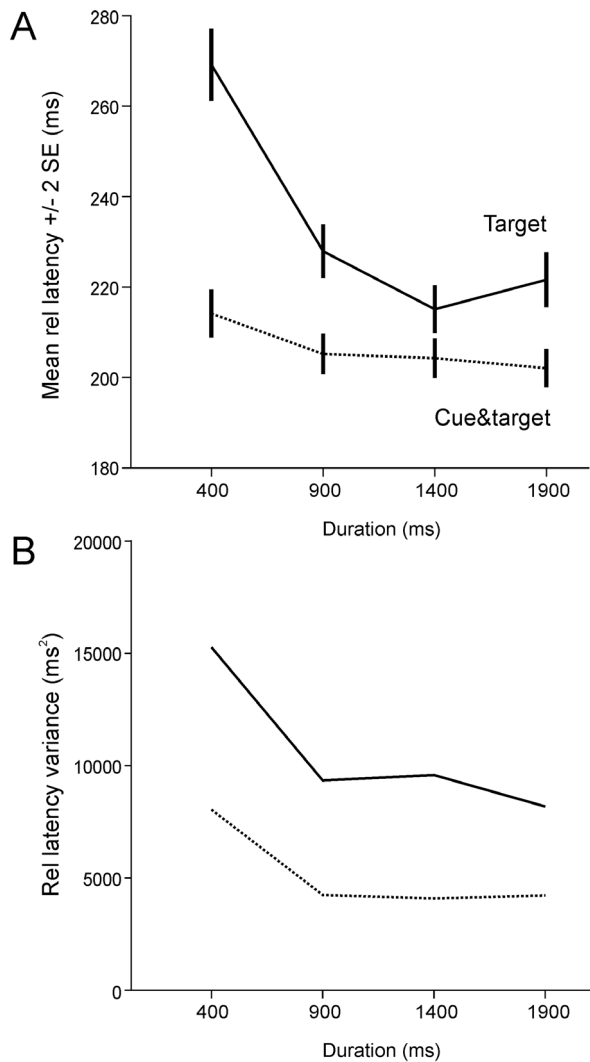 A
Mean rel latency +/- 2 SE (ms)
280
260
240
220
200
180
Target
Cue&target
400 900 1400 1900
Duration (ms)
B
Rel latency variance (ms²)
20000
15000
10000
5000
0
400 900 1400 1900
Duration (ms)